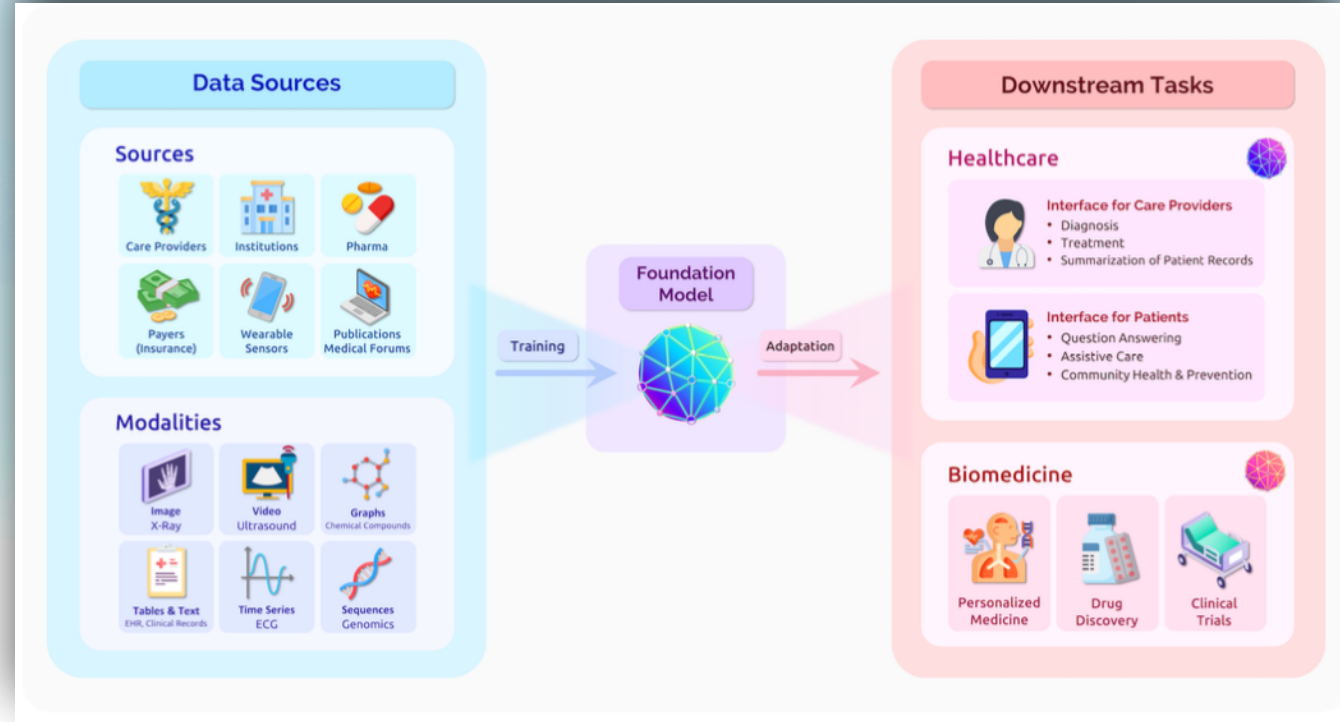 Data Sources
Sources
Care Providers
Institutions
Pharma
Payers
(Insurance)
Wearable
Sensors
Publications
Medical Forums
Modalities
Image
X-Ray
Video
Ultrasound
Graphs
Chemical Compounds
Tables & Text
EHR, Clinical Records
Time Series
ECG
Sequences
Genomics
Training
Foundation
Model
Adaptation
Downstream Tasks
Healthcare
Interface for Care Providers
• Diagnosis
• Treatment
• Summarization of Patient Records
Interface for Patients
• Question Answering
• Assistive Care
• Community Health & Prevention
Biomedicine
Personalized
Medicine
Drug
Discovery
Clinical
Trials